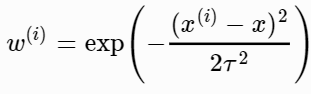 w^{(i)} = \exp\left(-\frac{(x^{(i)} - x)^2}{2\tau^2}\right)